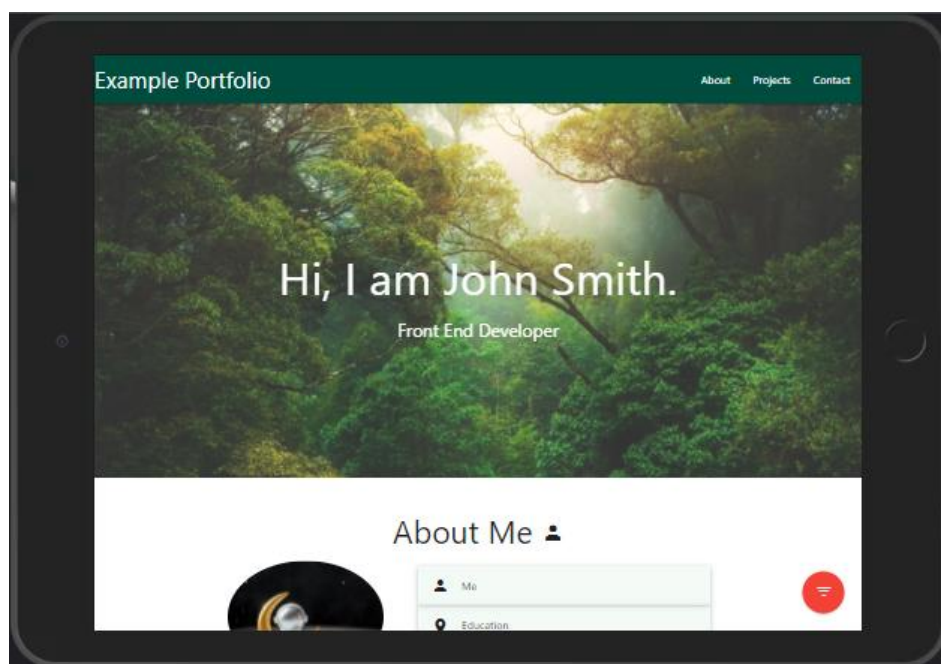 Example Portfolio
About Projects Contact
Hi, I am John Smith.
Front End Developer
About Me
Me
Education